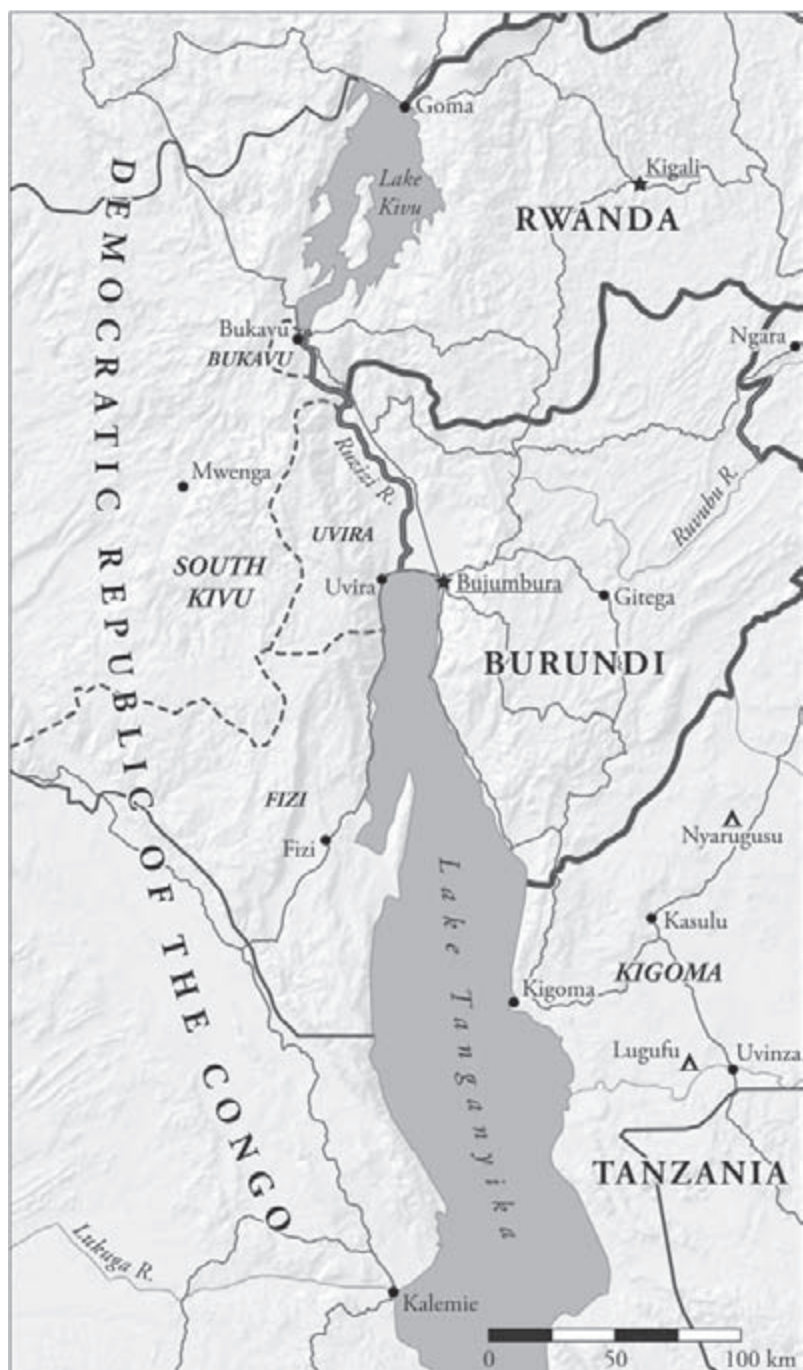 Goma
Lake
Kivu
Kigali
RWANDA
DEMOCRATIC REPUBLIC OF THE CONGO
Bukavu
BUKAVU
Ngara
Mwenga
Ruzizi R.
Ruvubu R.
UVIRA
SOUTH
KIVU
Uvira
Bujumbura
Gitega
BURUNDI
FIZI
Fizi
Nyarugusu
Lake Tanganyika
Kasulu
KIGOMA
Kigoma
Lugufu
Uvinza
TANZANIA
Lukuga R.
Kalemie
0 50 100 km